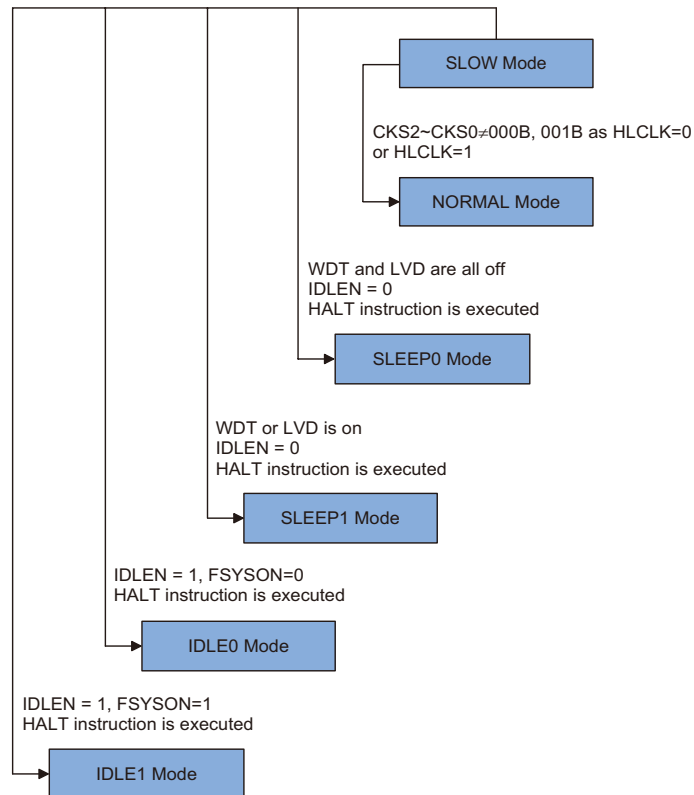 SLOW Mode
CKS2~CKS0≠000B, 001B as HLCLK=0
or HLCLK=1
NORMAL Mode
WDT and LVD are all off
IDLEN = 0
HALT instruction is executed
SLEEP0 Mode
WDT or LVD is on
IDLEN = 0
HALT instruction is executed
SLEEP1 Mode
IDLEN = 1, FSYSON=0
HALT instruction is executed
IDLE0 Mode
IDLEN = 1, FSYSON=1
HALT instruction is executed
IDLE1 Mode